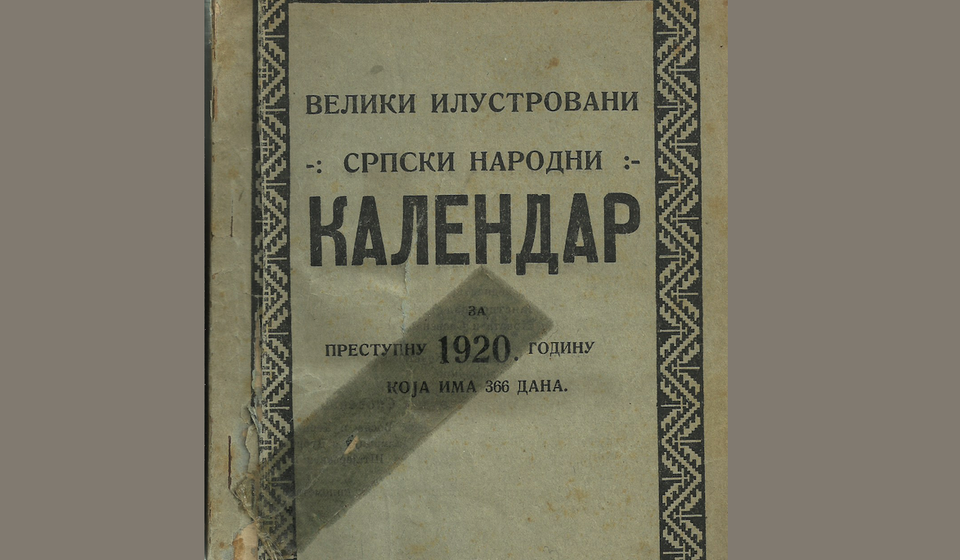 ВЕЛИКИ ИЛУСТРОВАНИ
-: СРПСКИ НАРОДНИ :-
КАЛЕНДАР
ЗА
ПРЕСТУПНУ 1920. ГОДИНУ
КОЈА ИМА 366 ДАНА.